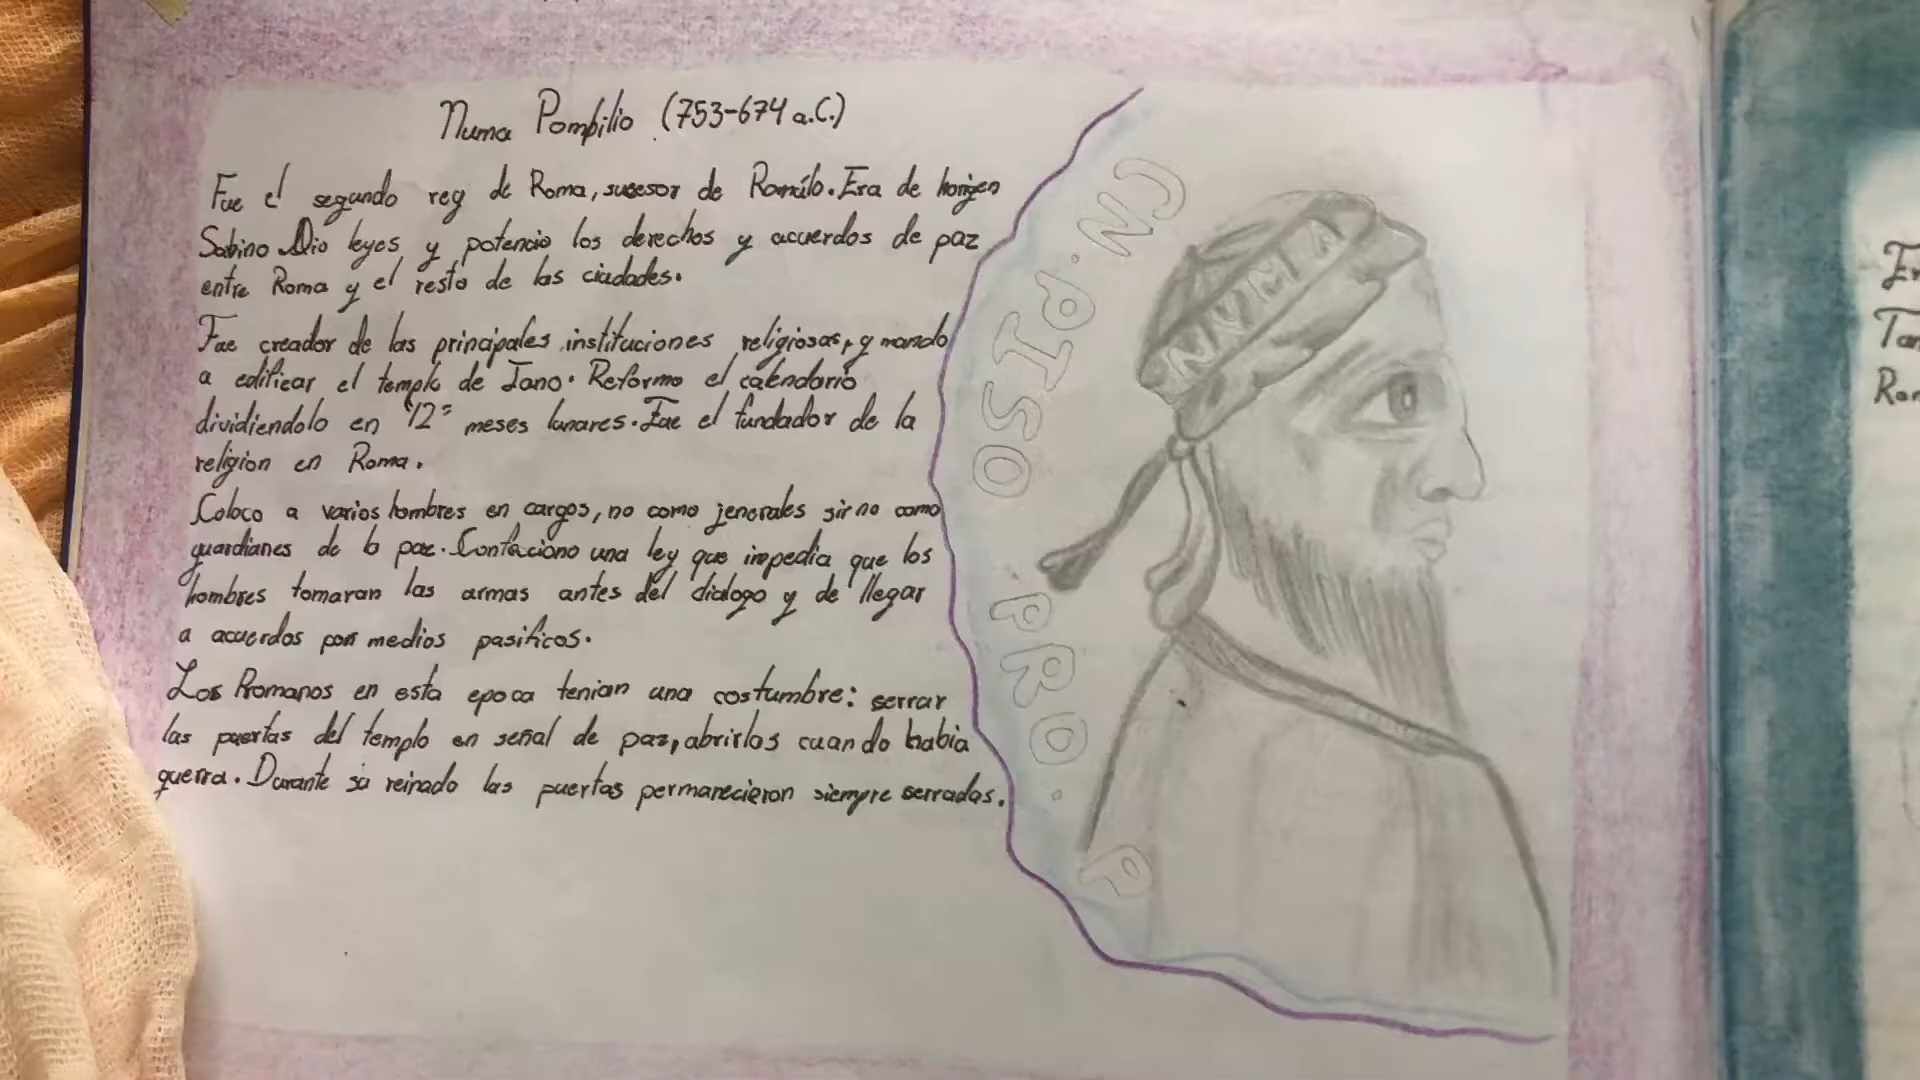 Numa Pompilio (753-674 a.C.)
Fue el segundo rey de Roma, sucesor de Romúlo. Era de horigen
Sabino. Dio leyes y potencio los derechos y acuerdos de paz
entre Roma y el resto de las ciudades.
Fue creador de las principales instituciones religiosas, y mando
a edificar el templo de Jano. Reformo el calendario
dividiendolo en "12" meses lunares. Fue el fundador de la
religion en Roma.
Coloco a varios hombres en cargos, no como jenerales sir no como
guardianes de la paz. Confaciono una ley que impedia que los
hombres tomaran las armas antes del dialogo y de llegar
a acuerdos por medios pasificos.
Los Romanos en esta epoca tenian una costumbre: serrar
las puertas del templo en señal de paz, abrirlas cuando habia
guerra. Durante su reinado las puertas permanecieron siempre serradas.
CN. PISO. PRO. P
NVMA
Ro